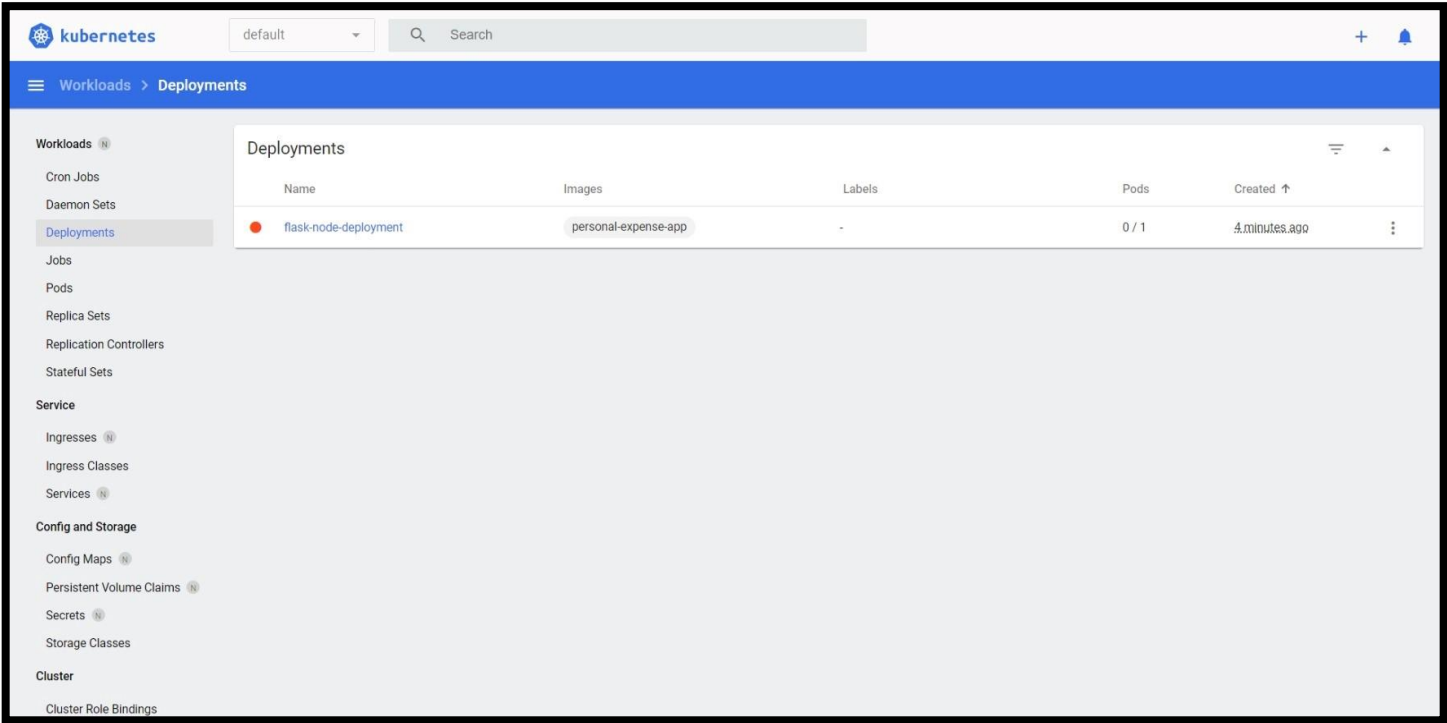 kubernetes default Search +
Workloads > Deployments
Workloads N
Cron Jobs
Daemon Sets
Deployments
Jobs
Pods
Replica Sets
Replication Controllers
Stateful Sets
Service
Ingresses N
Ingress Classes
Services N
Config and Storage
Config Maps N
Persistent Volume Claims N
Secrets N
Storage Classes
Cluster
Cluster Role Bindings
Deployments
Name Images Labels Pods Created ↑
flask-node-deployment personal-expense-app - 0 / 1 4 minutes ago